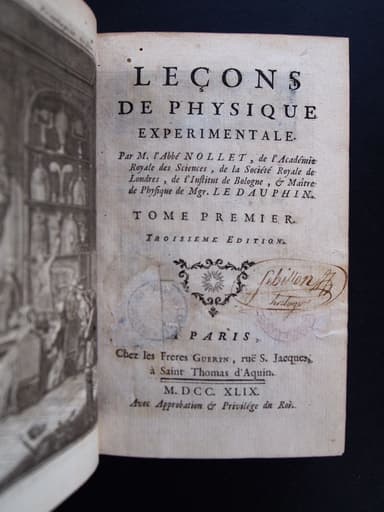 LEÇONS
DE PHYSIQUE
EXPERIMENTALE.
Par M. l'Abbé NOLLET, de l'Académie
Royale des Sciences, de la Société Royale de
Londres, de l'Institut de Bologne, & Maître
de Physique de Mgr. LE DAUPHIN.
TOME PREMIER.
TROISIEME EDITION.
A PARIS,
Chez les Freres GUERIN, ruë S. Jacques,
à Saint Thomas d'Aquin.
M. DCC. XLIX.
Avec Approbation & Privilége du Roi.